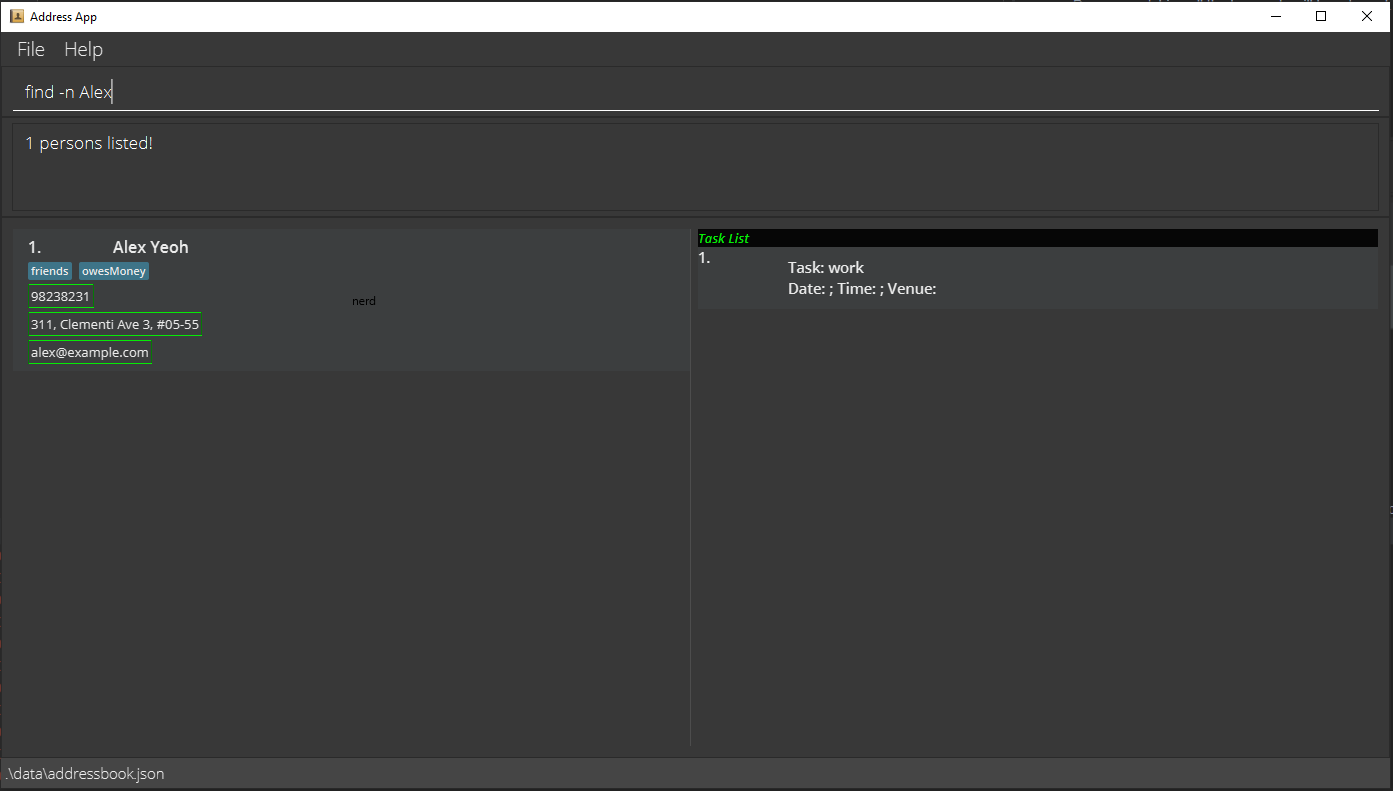 Address App
File Help
find -n Alex
1 persons listed!
1. Alex Yeoh
friends owesMoney
98238231
nerd
311, Clementi Ave 3, #05-55
alex@example.com
Task List
1.
Task: work
Date: ; Time: ; Venue:
.\data\addressbook.json